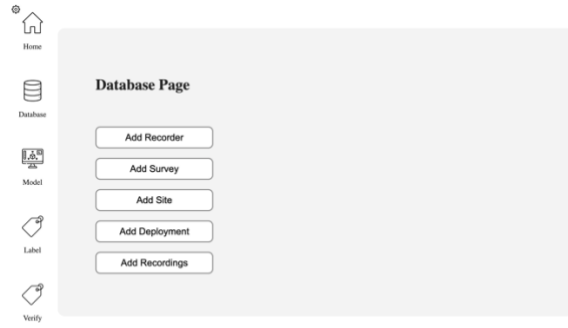 Home
Database
Model
Label
Verify
Database Page
Add Recorder
Add Survey
Add Site
Add Deployment
Add Recordings